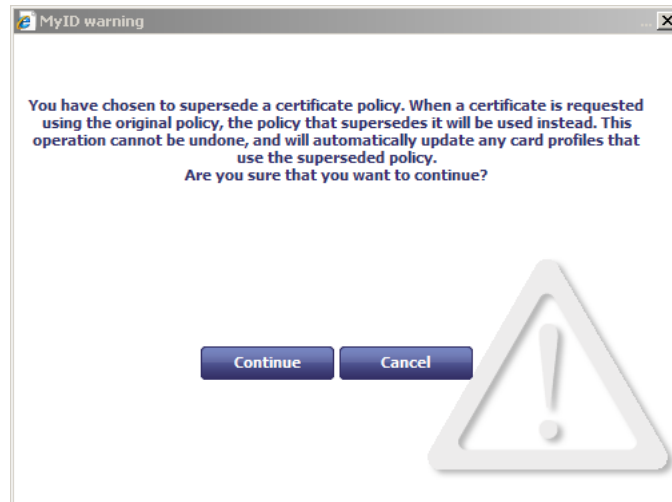 MyID warning
You have chosen to supersede a certificate policy. When a certificate is requested
using the original policy, the policy that supersedes it will be used instead. This
operation cannot be undone, and will automatically update any card profiles that
use the superseded policy.
Are you sure that you want to continue?
Continue Cancel